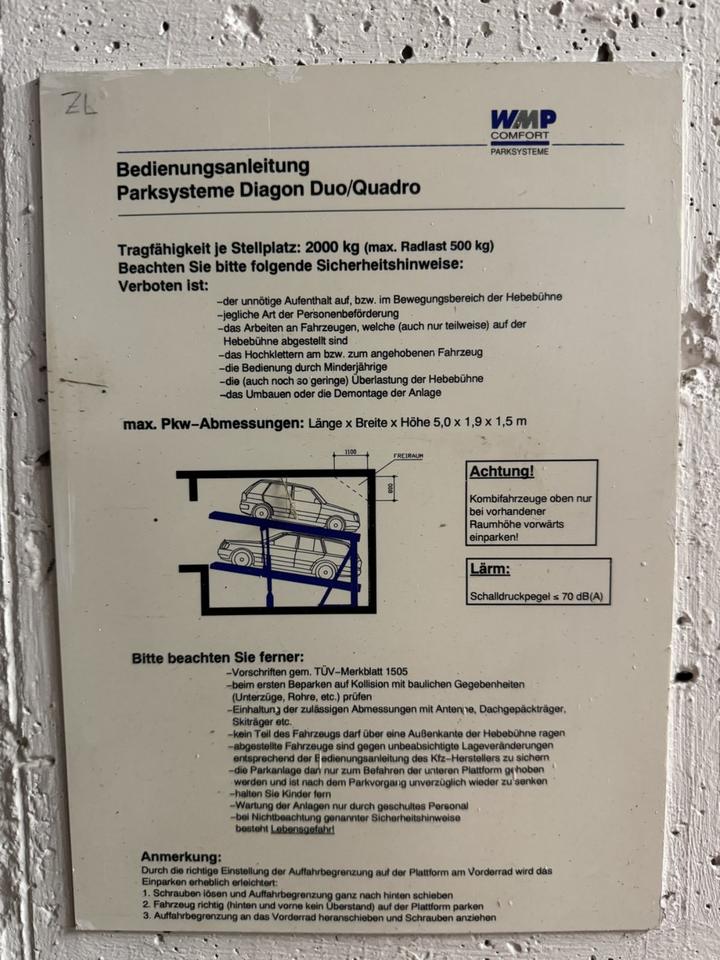 ZL
WMP
COMFORT
PARKSYSTEME
Bedienungsanleitung
Parksysteme Diagon Duo/Quadro
Tragfähigkeit je Stellplatz: 2000 kg (max. Radlast 500 kg)
Beachten Sie bitte folgende Sicherheitshinweise:
Verboten ist:
-der unnötige Aufenthalt auf, bzw. im Bewegungsbereich der Hebebühne
-jegliche Art der Personenbeförderung
-das Arbeiten an Fahrzeugen, welche (auch nur teilweise) auf der
Hebebühne abgestellt sind
-das Hochklettern am bzw. zum angehobenen Fahrzeug
-die Bedienung durch Minderjährige
-die (auch noch so geringe) Überlastung der Hebebühne
-das Umbauen oder die Demontage der Anlage
max. Pkw-Abmessungen: Länge x Breite x Höhe 5,0 x 1,9 x 1,5 m
1100
FREIRAUM
Achtung!
Kombifahrzeuge oben nur
bei vorhandener
Raumhöhe vorwärts
einparken!
Lärm:
Schalldruckpegel ≤ 70 dB(A)
Bitte beachten Sie ferner:
-Vorschriften gem. TÜV-Merkblatt 1505
-beim ersten Beparken auf Kollision mit baulichen Gegebenheiten
(Unterzüge, Rohre, etc.) prüfen
-Einhaltung der zulässigen Abmessungen mit Antenne, Dachgepäckträger,
Skiträger etc.
-kein Teil des Fahrzeugs darf über eine Außenkante der Hebebühne ragen
-abgestellte Fahrzeuge sind gegen unbeabsichtigte Lageveränderungen
entsprechend der Bedienungsanleitung des Kfz-Herstellers zu sichern
-die Parkanlage darf nur zum Befahren der unteren Plattform gehoben
werden und ist nach dem Parkvorgang unverzüglich wieder zu senken
-halten Sie Kinder fern
-Wartung der Anlagen nur durch geschultes Personal
-bei Nichtbeachtung genannter Sicherheitshinweise
besteht Lebensgefahr!
Anmerkung:
Durch die richtige Einstellung der Auffahrbegrenzung auf der Plattform am Vorderrad wird das
Einparken erheblich erleichtert:
1. Schrauben lösen und Auffahrbegrenzung ganz nach hinten schieben
2. Fahrzeug richtig (hinten und vorne kein Überstand) auf der Plattform parken
3. Auffahrbegrenzung an das Vorderrad heranschieben und Schrauben anziehen